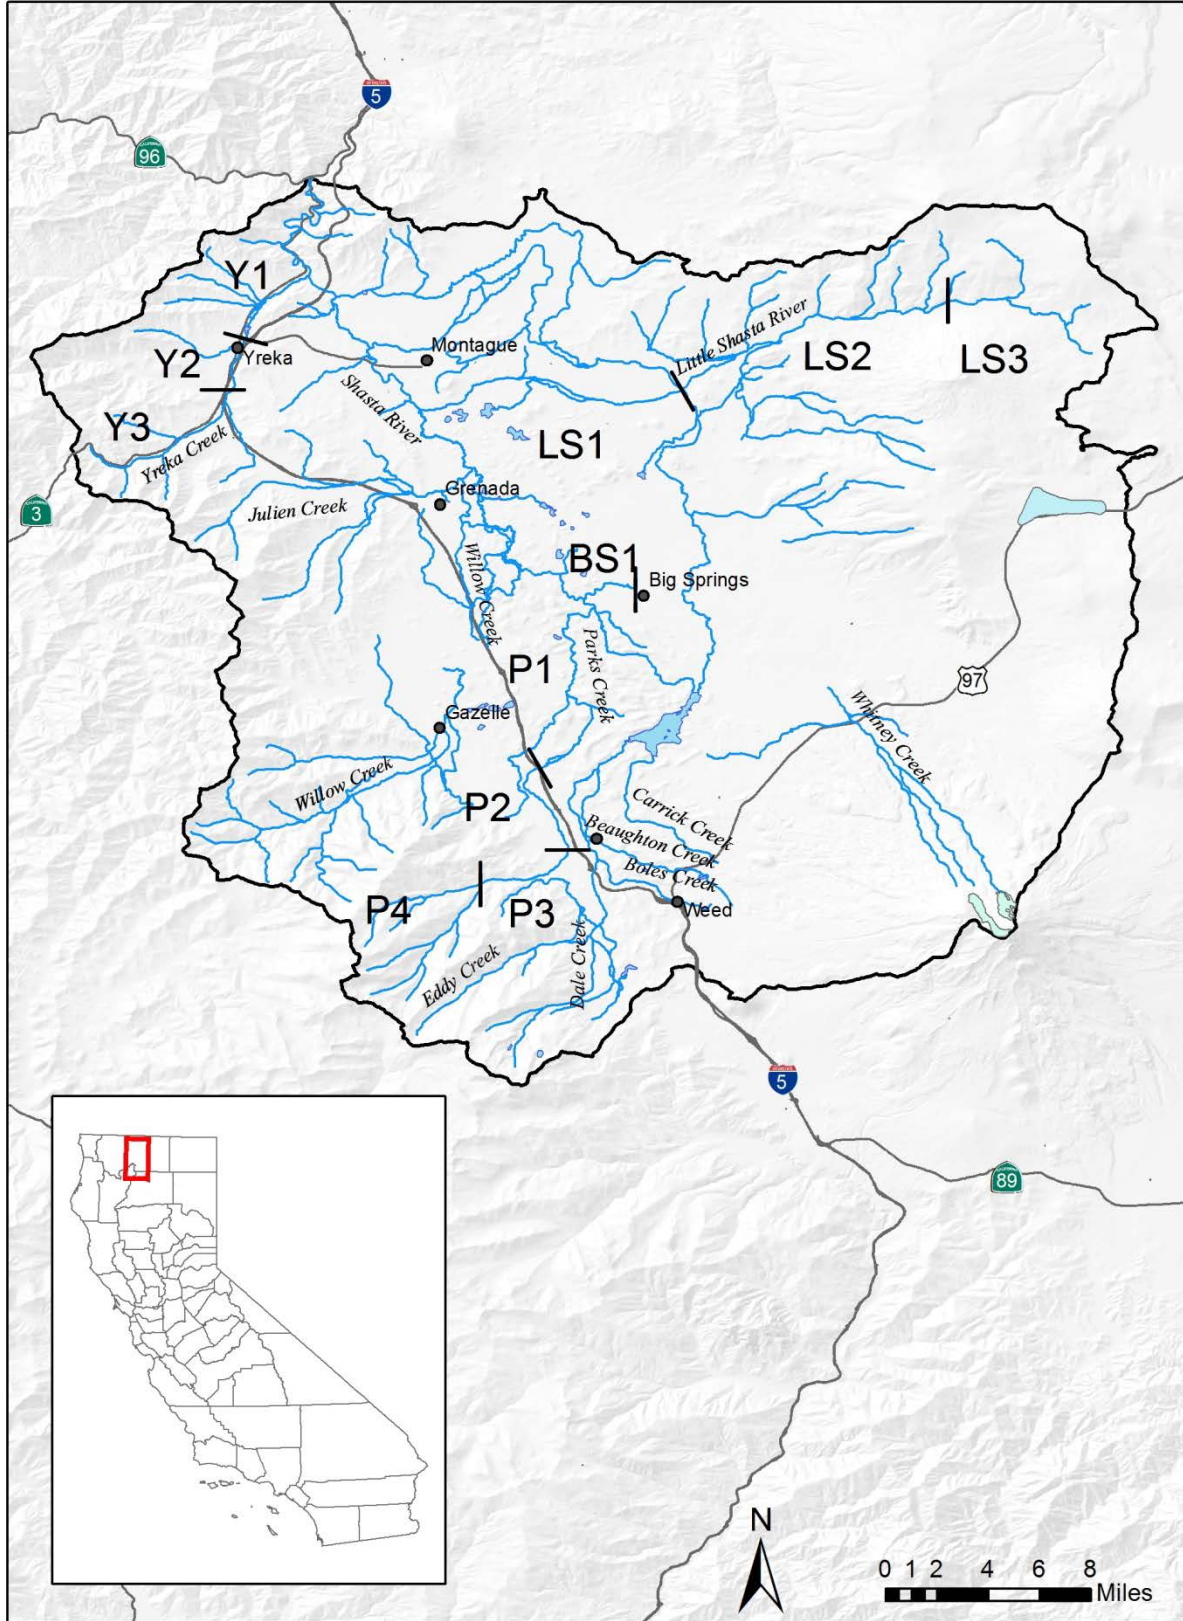 5
CALIFORNIA
96
Y1
Yreka
Y2
Montague
Little Shasta River
LS2
LS3
Shasta River
Y3
Yreka Creek
LS1
CALIFORNIA
3
Julien Creek
Grenada
Willow Creek
BS1
Big Springs
Parks Creek
P1
97
Whitney Creek
Gazelle
Willow Creek
P2
Carrick Creek
Beaughton Creek
Boles Creek
Weed
P4
P3
Eddy Creek
Dale Creek
5
CALIFORNIA
89
N
0 1 2 4 6 8
Miles